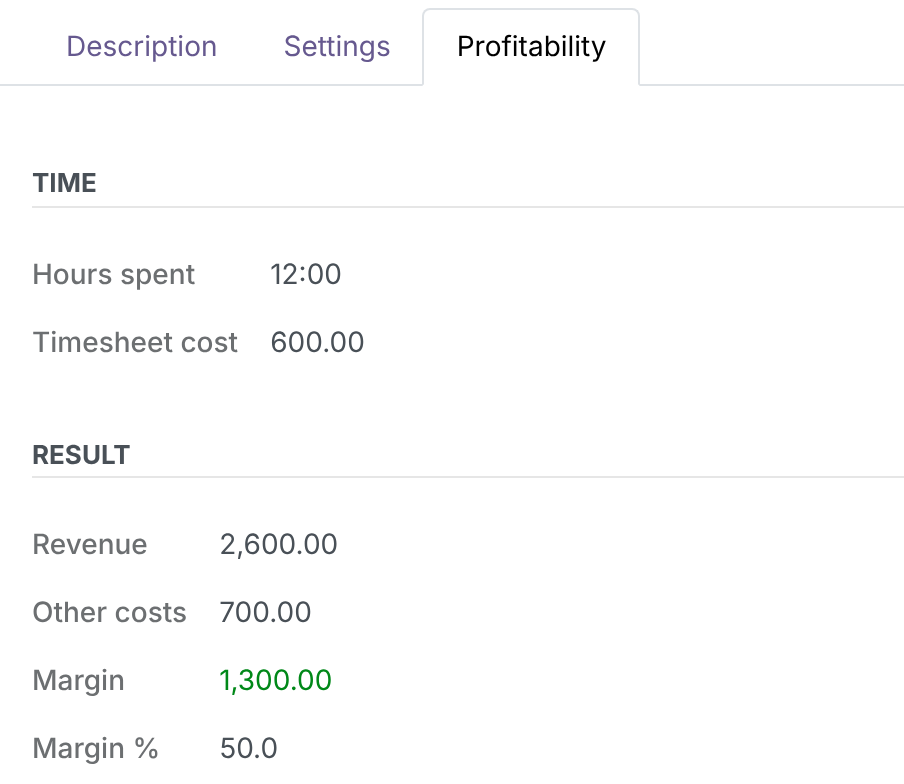 Description Settings Profitability
TIME
Hours spent 12:00
Timesheet cost 600.00
RESULT
Revenue 2,600.00
Other costs 700.00
Margin 1,300.00
Margin % 50.0